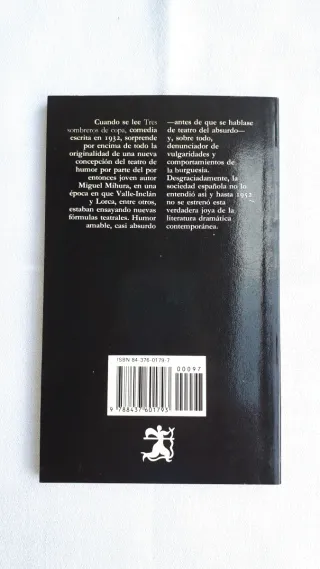 Cuando se lee Tres
sombreros de copa, comedia
escrita en 1932, sorprende
por encima de todo la
originalidad de una nueva
concepción del teatro de
humor por parte del por
entonces joven autor
Miguel Mihura, en una
época en que Valle-Inclán
y Lorca, entre otros,
estaban ensayando nuevas
fórmulas teatrales. Humor
amable, casi absurdo
—antes de que se hablase
de teatro del absurdo—
y, sobre todo,
denunciador de
vulgaridades y
comportamientos de
la burguesía.
Desgraciadamente, la
sociedad española no lo
entendió así y hasta 1952
no se estrenó esta
verdadera joya de la
literatura dramática
contemporánea.
ISBN 84 376-0179-7
00097
9 788437 601793